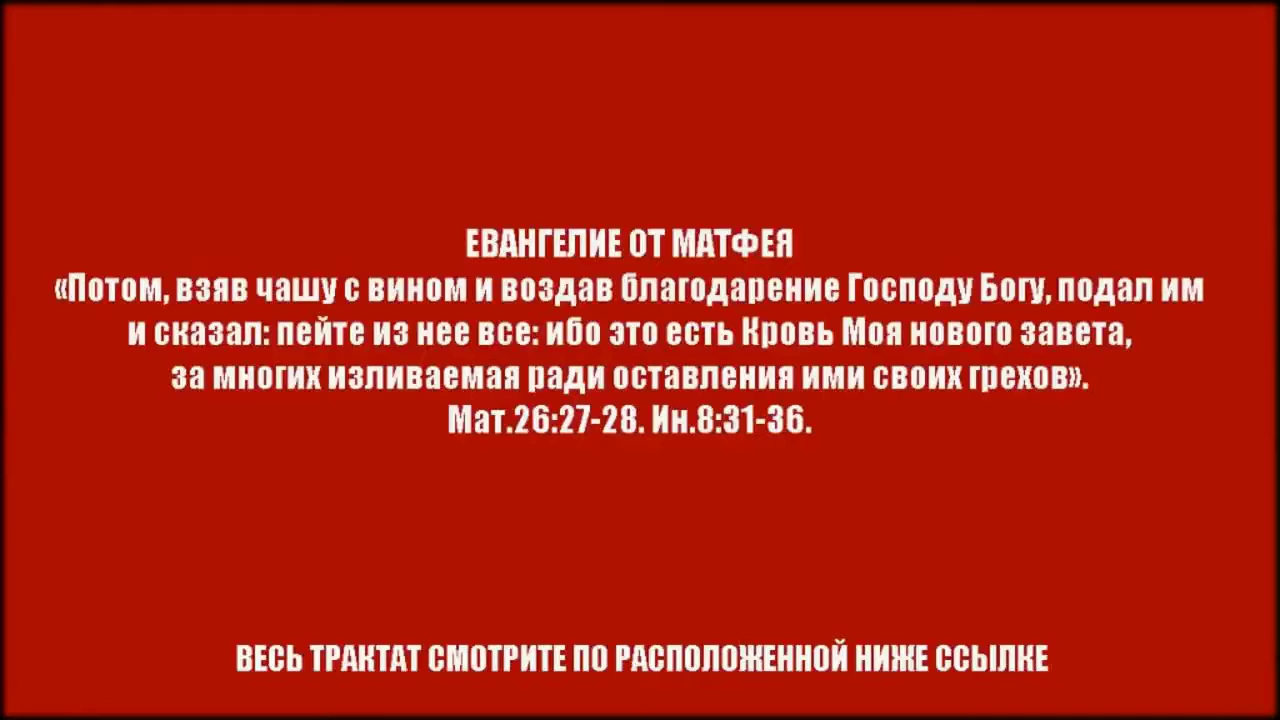 ЕВАНГЕЛИЕ ОТ МАТФЕЯ
«Потом, взяв чашу с вином и воздав благодарение Господу Богу, подал им
и сказал: пейте из нее все: ибо это есть Кровь Моя нового завета,
за многих изливаемая ради оставления ими своих грехов».
Мат.26:27-28. Ин.8:31-36.
ВЕСЬ ТРАКТАТ СМОТРИТЕ ПО РАСПОЛОЖЕННОЙ НИЖЕ ССЫЛКЕ